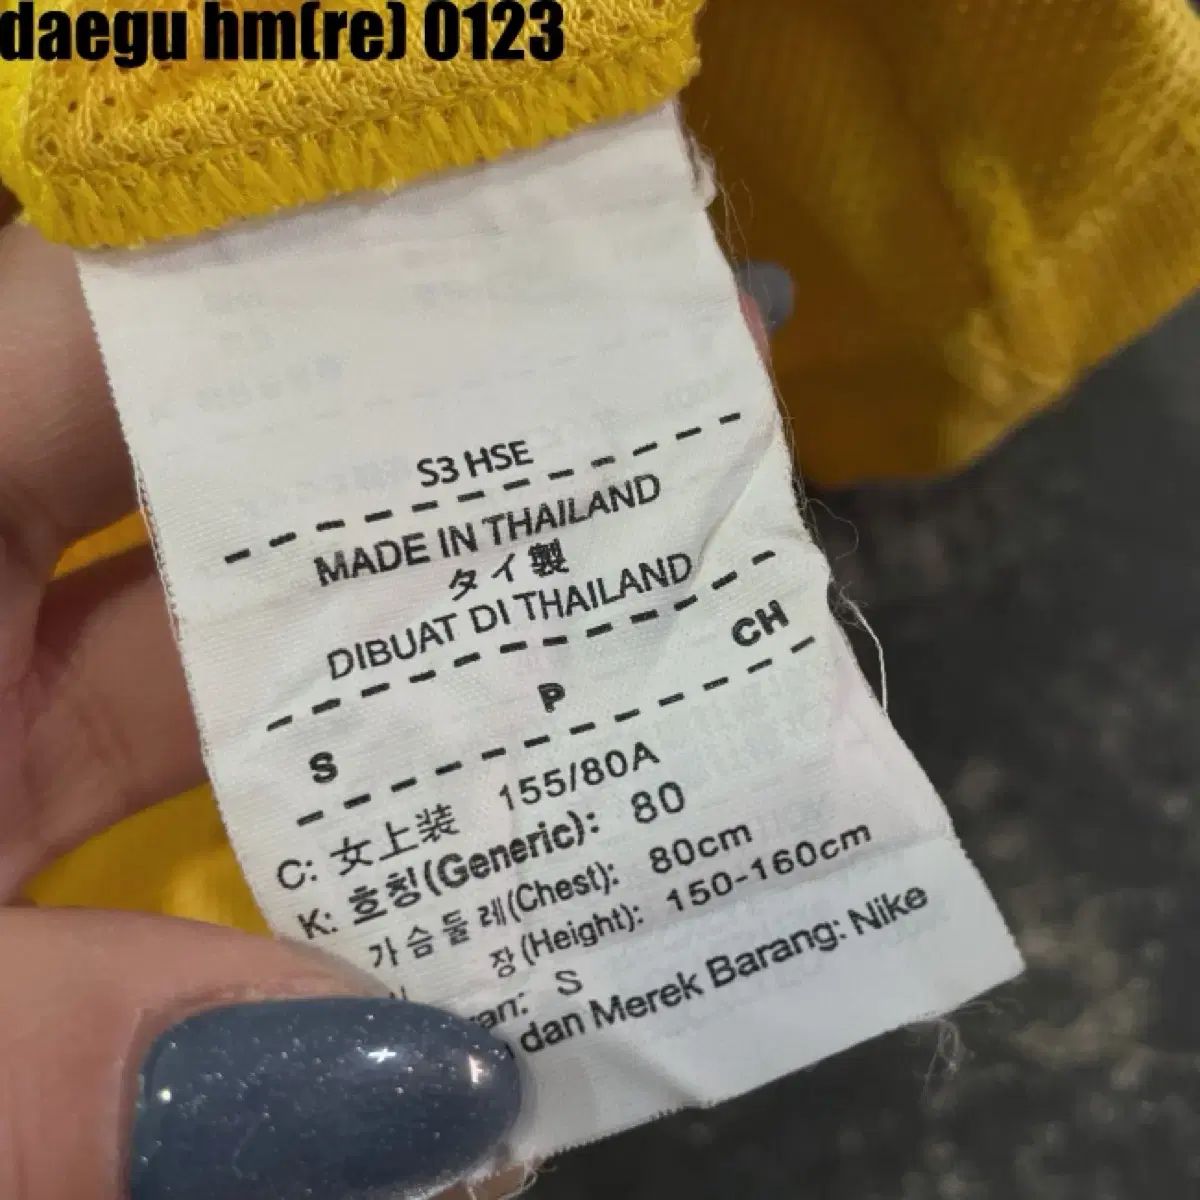 daegu hm(re) 0123
S3 HSE
MADE IN THAILAND
タイ製
DIBUAT DI THAILAND
S P CH
C: 女上装 155/80A
K: 호칭(Generic): 80
가슴둘레(Chest): 80cm
장(Height): 150-160cm
S
dan Merek Barang: Nike